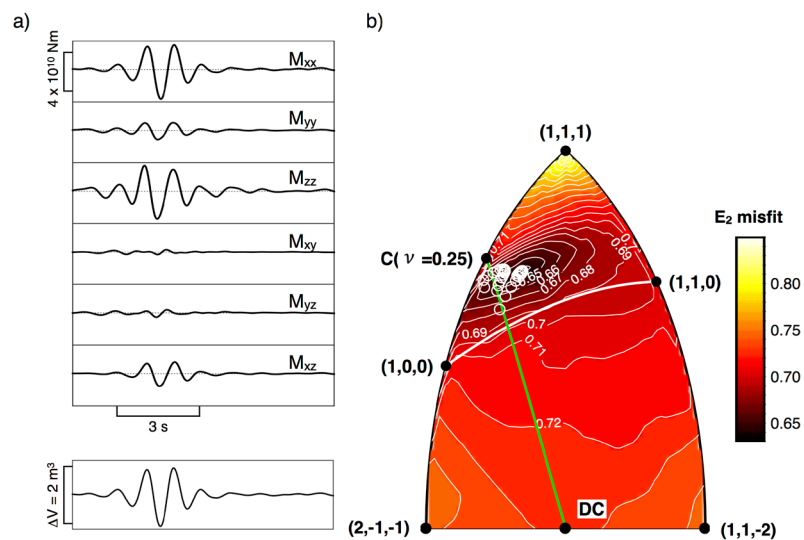 a)
4 x 10¹⁰ Nm
Mxx
Myy
Mzz
Mxy
Myz
Mxz
3 s
ΔV = 2 m³
b)
(1,1,1)
E₂ misfit
C(ν=0.25)
(1,1,0)
(1,0,0)
(2,-1,-1)
DC
(1,1,-2)
0.71
0.66
0.67
0.68
0.69
0.69
0.7
0.71
0.72
0.80
0.75
0.70
0.65